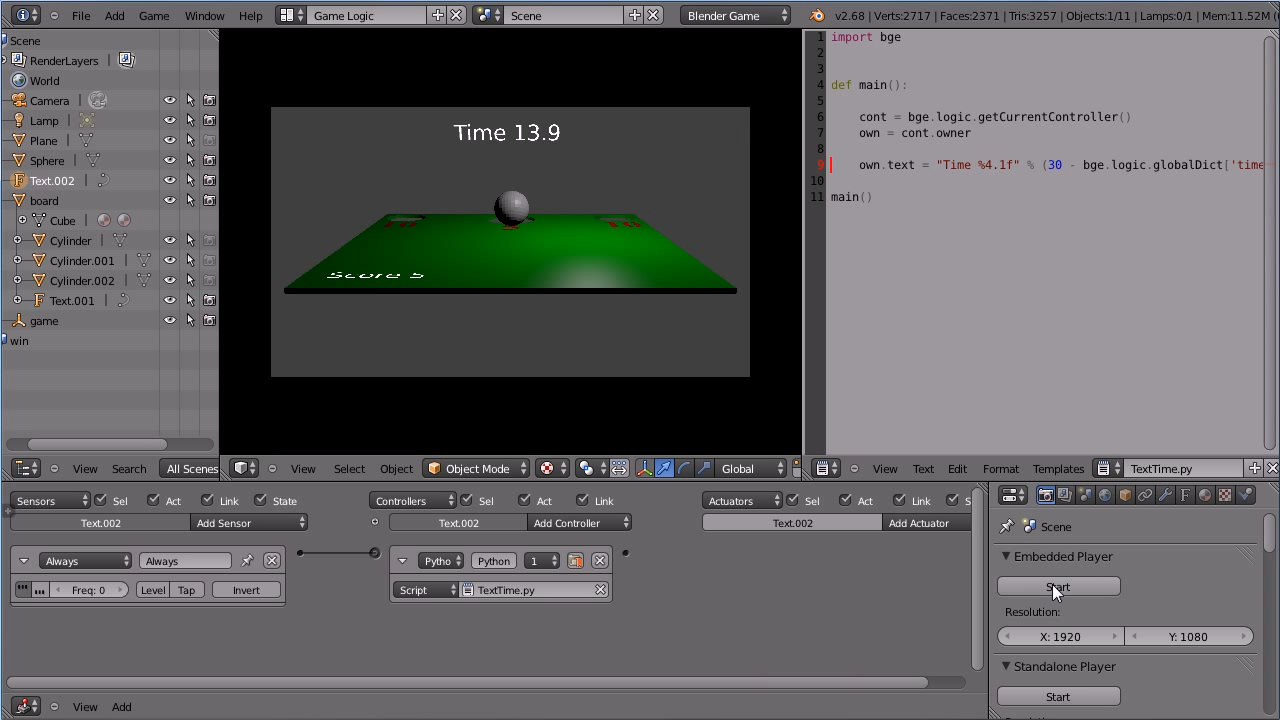 File Add Game Window Help Game Logic Scene Blender Game v2.68 | Verts:2717 | Faces:2371 | Tris:3257 | Objects:1/11 | Lamps:0/1 | Mem:11.52M
Scene
RenderLayers
World
Camera
Lamp
Plane
Sphere
Text.002
board
Cube
Cylinder
Cylinder.001
Cylinder.002
Text.001
game
win
View Search All Scenes
Time 13.9
10 10
Score 5
View Select Object Object Mode Global
1 import bge
2
3
4 def main():
5
6 cont = bge.logic.getCurrentController()
7 own = cont.owner
8
9 own.text = "Time %4.1f" % (30 - bge.logic.globalDict['time
10
11 main()
View Text Edit Format Templates TextTime.py
Sensors Sel Act Link State Controllers Sel Act Link Actuators Sel Act Link S
Text.002 Add Sensor Text.002 Add Controller Text.002 Add Actuator
Always Always Pytho Python 1
Freq: 0 Level Tap Invert Script TextTime.py
View Add
Scene
Embedded Player
Start
Resolution:
X: 1920 Y: 1080
Standalone Player
Start